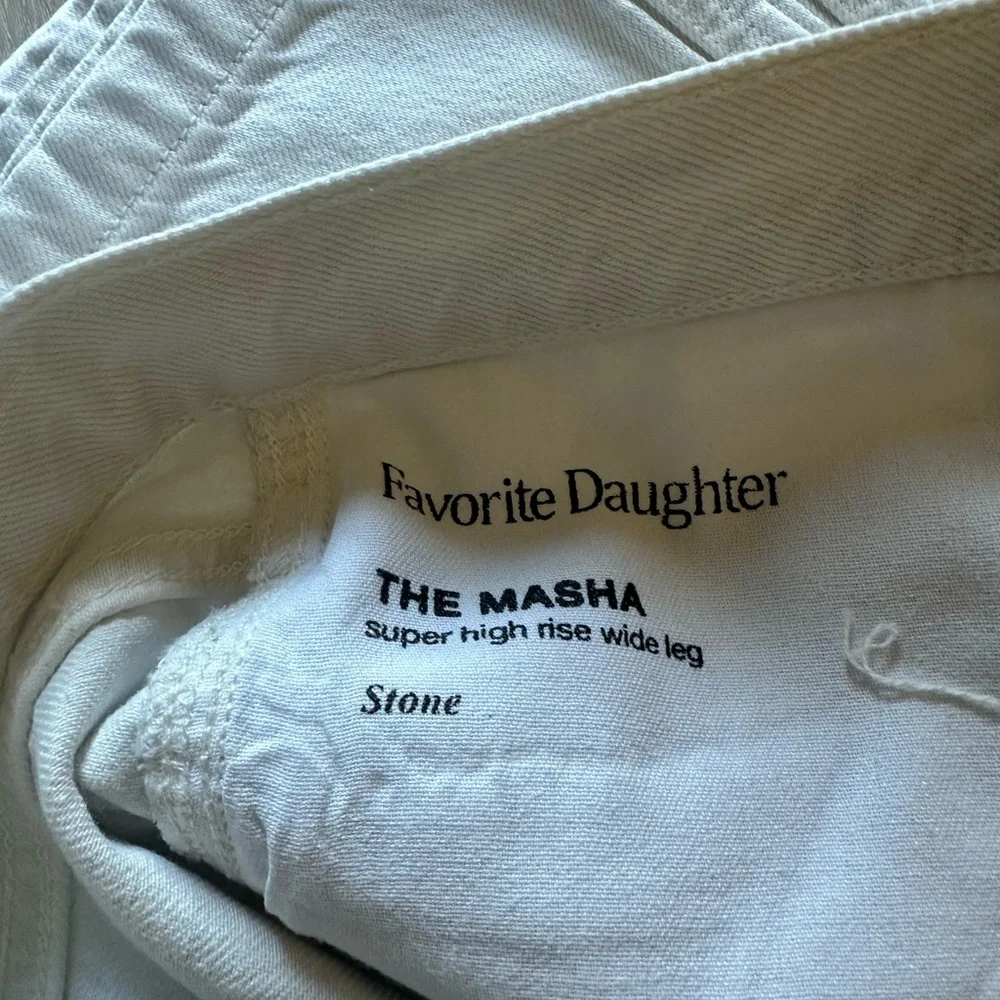 Favorite Daughter
THE MASHA
Super high rise wide leg
Stone